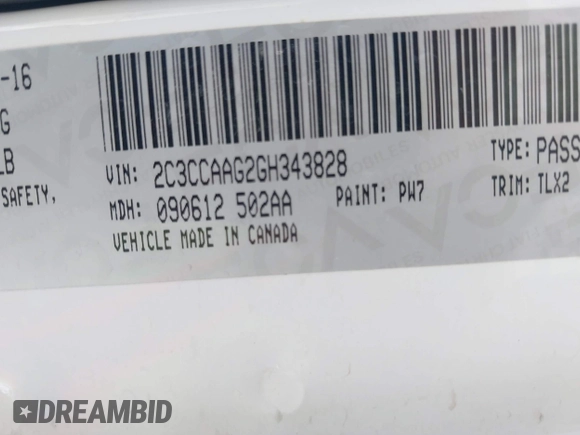 -16
G
LB
SAFETY,
VIN: 2C3CCAAG2GH343828
TYPE: PASS
MDH: 090612 502AA
PAINT: PW7
TRIM: TLX2
VEHICLE MADE IN CANADA
DREAMBID